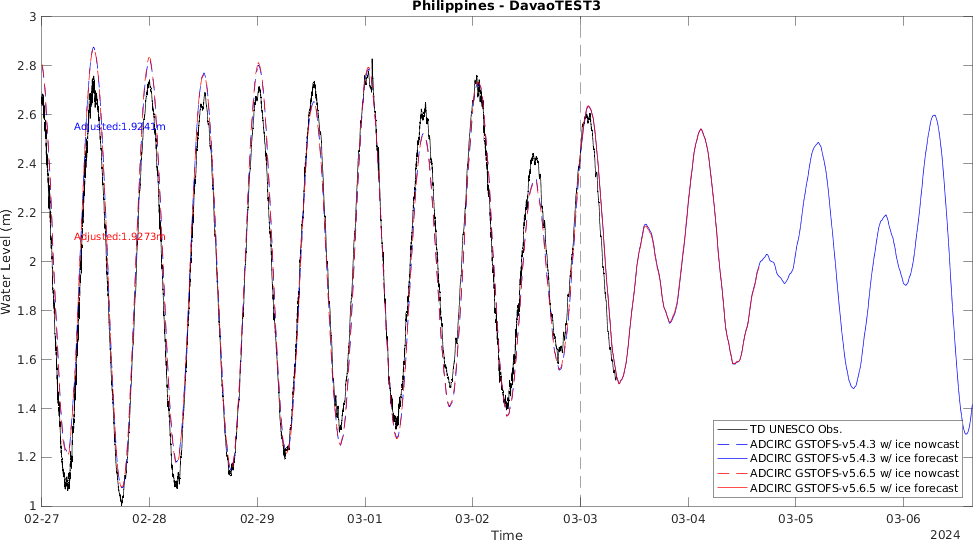 Philippines - DavaoTEST3
Water Level (m)
3
2.8
2.6
2.4
2.2
2
1.8
1.6
1.4
1.2
1
Adjusted:1.9241m
Adjusted:1.9273m
TD UNESCO Obs.
ADCIRC GSTOFS-v5.4.3 w/ ice nowcast
ADCIRC GSTOFS-v5.4.3 w/ ice forecast
ADCIRC GSTOFS-v5.6.5 w/ ice nowcast
ADCIRC GSTOFS-v5.6.5 w/ ice forecast
02-27 02-28 02-29 03-01 03-02 03-03 03-04 03-05 03-06
Time
2024